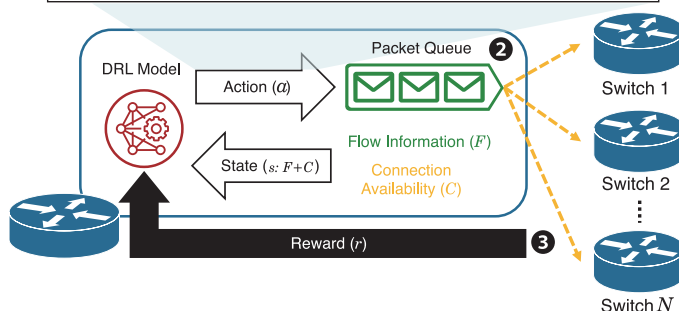 Packet Queue
2
DRL Model
Action (a)
Switch 1
Flow Information (F)
State (s: F+C)
Connection
Availability (C)
Switch 2
Reward (r)
3
Switch N